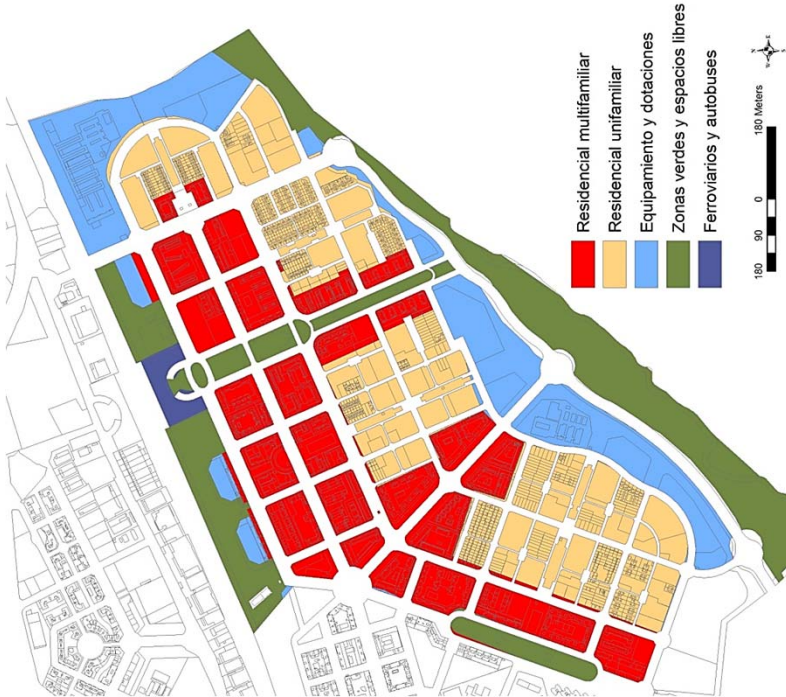 Residencial multifamiliar
Residencial unifamiliar
Equipamiento y dotaciones
Zonas verdes y espacios libres
Ferroviarios y autobuses
180 90 0 180 Meters
N
E
S
W